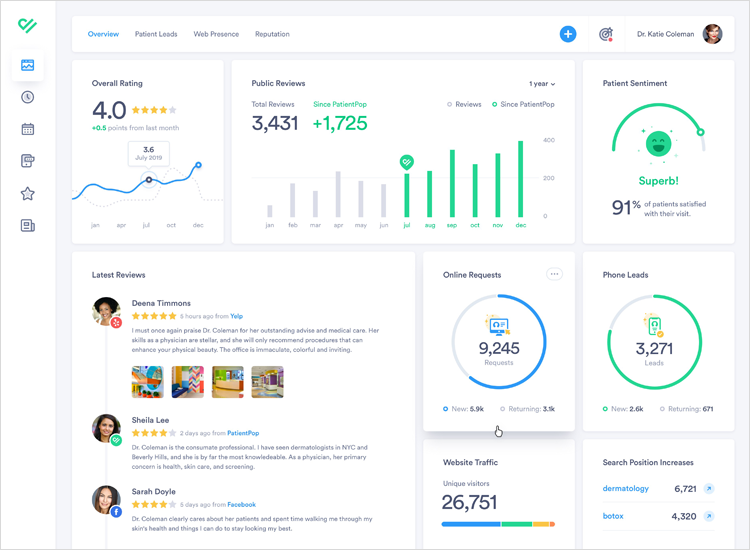 Overview Patient Leads Web Presence Reputation
Dr. Katie Coleman
Overall Rating
4.0
+0.5 points from last month
3.6
July 2019
jan apr jul oct dec
Public Reviews
1 year
Total Reviews Since PatientPop
3,431 +1,725
Reviews Since PatientPop
400
200
0
jan feb mar apr may jun jul aug sep oct nov dec
Patient Sentiment
Superb!
91% of patients satisfied
with their visit.
Latest Reviews
Deena Timmons
5 hours ago from Yelp
I must once again praise Dr. Coleman for her outstanding advise and medical care. Her
skills as a physician are stellar, and she will only recommend procedures that can
enhance your physical beauty. The office is immaculate, colorful and inviting.
Sheila Lee
2 days ago from PatientPop
Dr. Coleman is the consumate professional. I have seen dermatologists in NYC and
Beverly Hills, and she is by far the most knowledeable. As a physician, her primary
concern is health, skin care, and screening.
Sarah Doyle
5 days ago from Facebook
Dr. Coleman clearly cares about her patients and spent time walking me through my
skin's health and things I can do to stay looking my best.
Online Requests
9,245
Requests
New: 5.9k Returning: 3.1k
Phone Leads
3,271
Leads
New: 2.6k Returning: 671
Website Traffic
Unique visitors
26,751
Search Position Increases
dermatology 6,721
botox 4,320